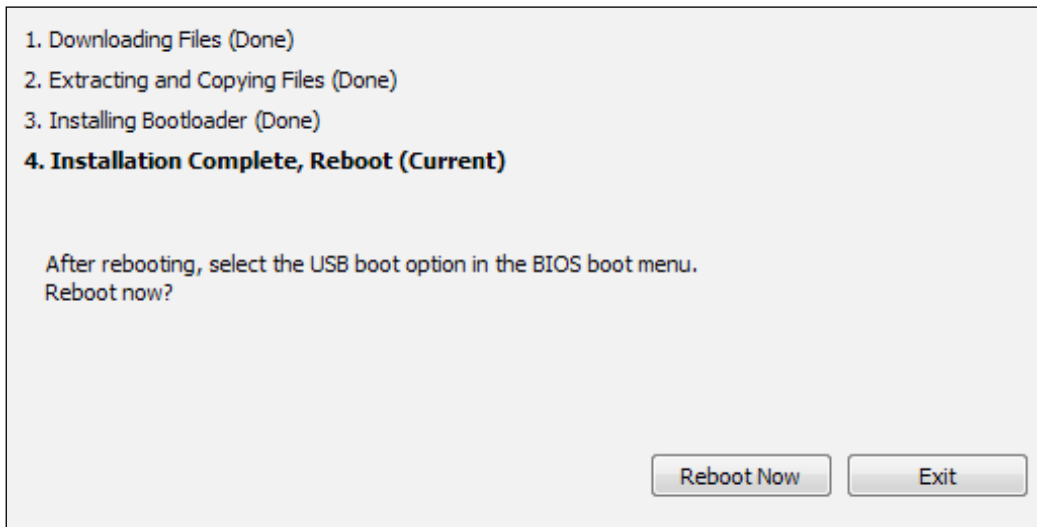 1. Downloading Files (Done)
2. Extracting and Copying Files (Done)
3. Installing Bootloader (Done)
4. Installation Complete, Reboot (Current)
After rebooting, select the USB boot option in the BIOS boot menu.
Reboot now?
Reboot Now
Exit